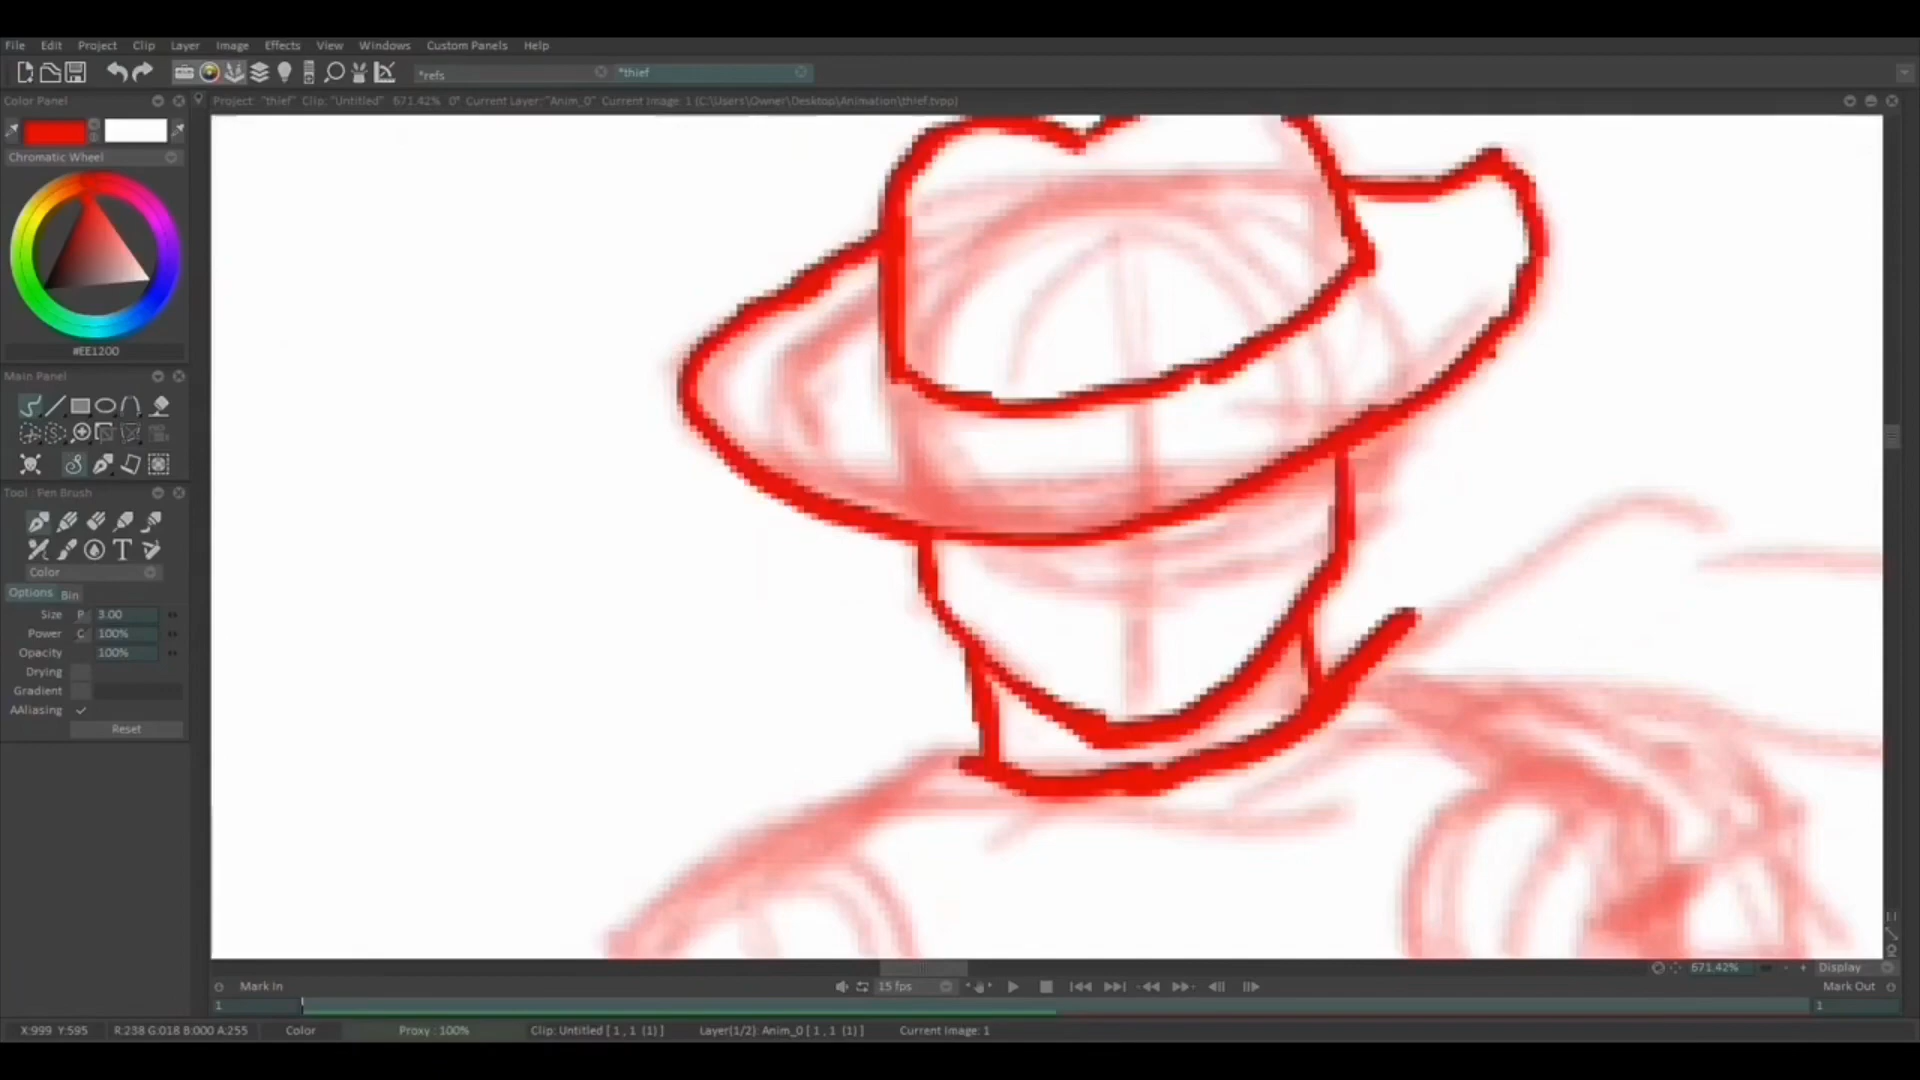 File Edit Project Clip Layer Image Effects View Windows Custom Panels Help
*refs *thief
Color Panel
Project: "thief" Clip: "Untitled" 671.42% 0° Current Layer: "Anim_0" Current Image: 1 (C:\Users\Owner\Desktop\Animation\thief.tvpp)
Chromatic Wheel
#EE1200
Main Panel
Tool : Pen Brush
Color
Options Bin
Size P 3.00
Power C 100%
Opacity 100%
Drying
Gradient
AAliasing
Reset
671.42% Display
Mark In 15 fps Mark Out
1 1
X:999 Y:595 R:238 G:018 B:000 A:255 Color Proxy : 100% Clip: Untitled [ 1 , 1 (1) ] Layer(1/2): Anim_0 [ 1 , 1 (1) ] Current Image: 1